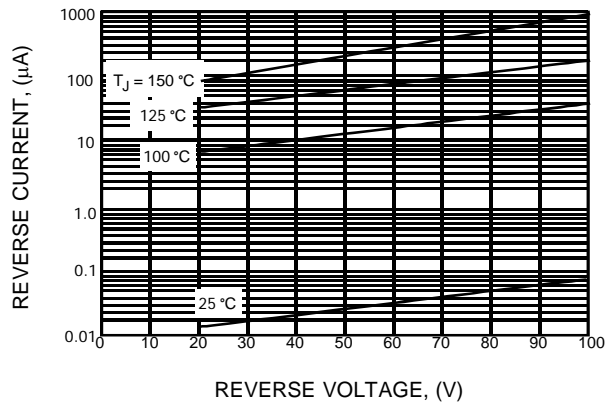 REVERSE CURRENT, (µA)
1000
100
10
1.0
0.1
0.01
T_J = 150 °C
125 °C
100 °C
25 °C
0 10 20 30 40 50 60 70 80 90 100
REVERSE VOLTAGE, (V)